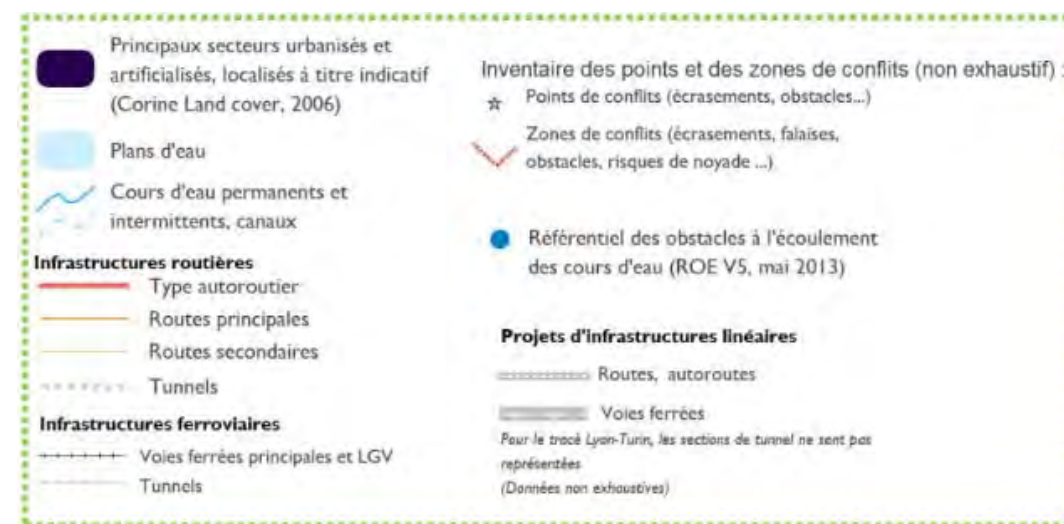 Principaux secteurs urbanisés et
artificialisés, localisés à titre indicatif
(Corine Land cover, 2006)
Plans d'eau
Cours d'eau permanents et
intermittents, canaux
Infrastructures routières
Type autoroutier
Routes principales
Routes secondaires
Tunnels
Infrastructures ferroviaires
Voies ferrées principales et LGV
Tunnels
Inventaire des points et des zones de conflits (non exhaustif) :
Points de conflits (écrasements, obstacles...)
Zones de conflits (écrasements, falaises,
obstacles, risques de noyade ...)
Référentiel des obstacles à l'écoulement
des cours d'eau (ROE V5, mai 2013)
Projets d'infrastructures linéaires
Routes, autoroutes
Voies ferrées
Pour le tracé Lyon-Turin, les sections de tunnel ne sont pas
représentées
(Données non exhaustives)